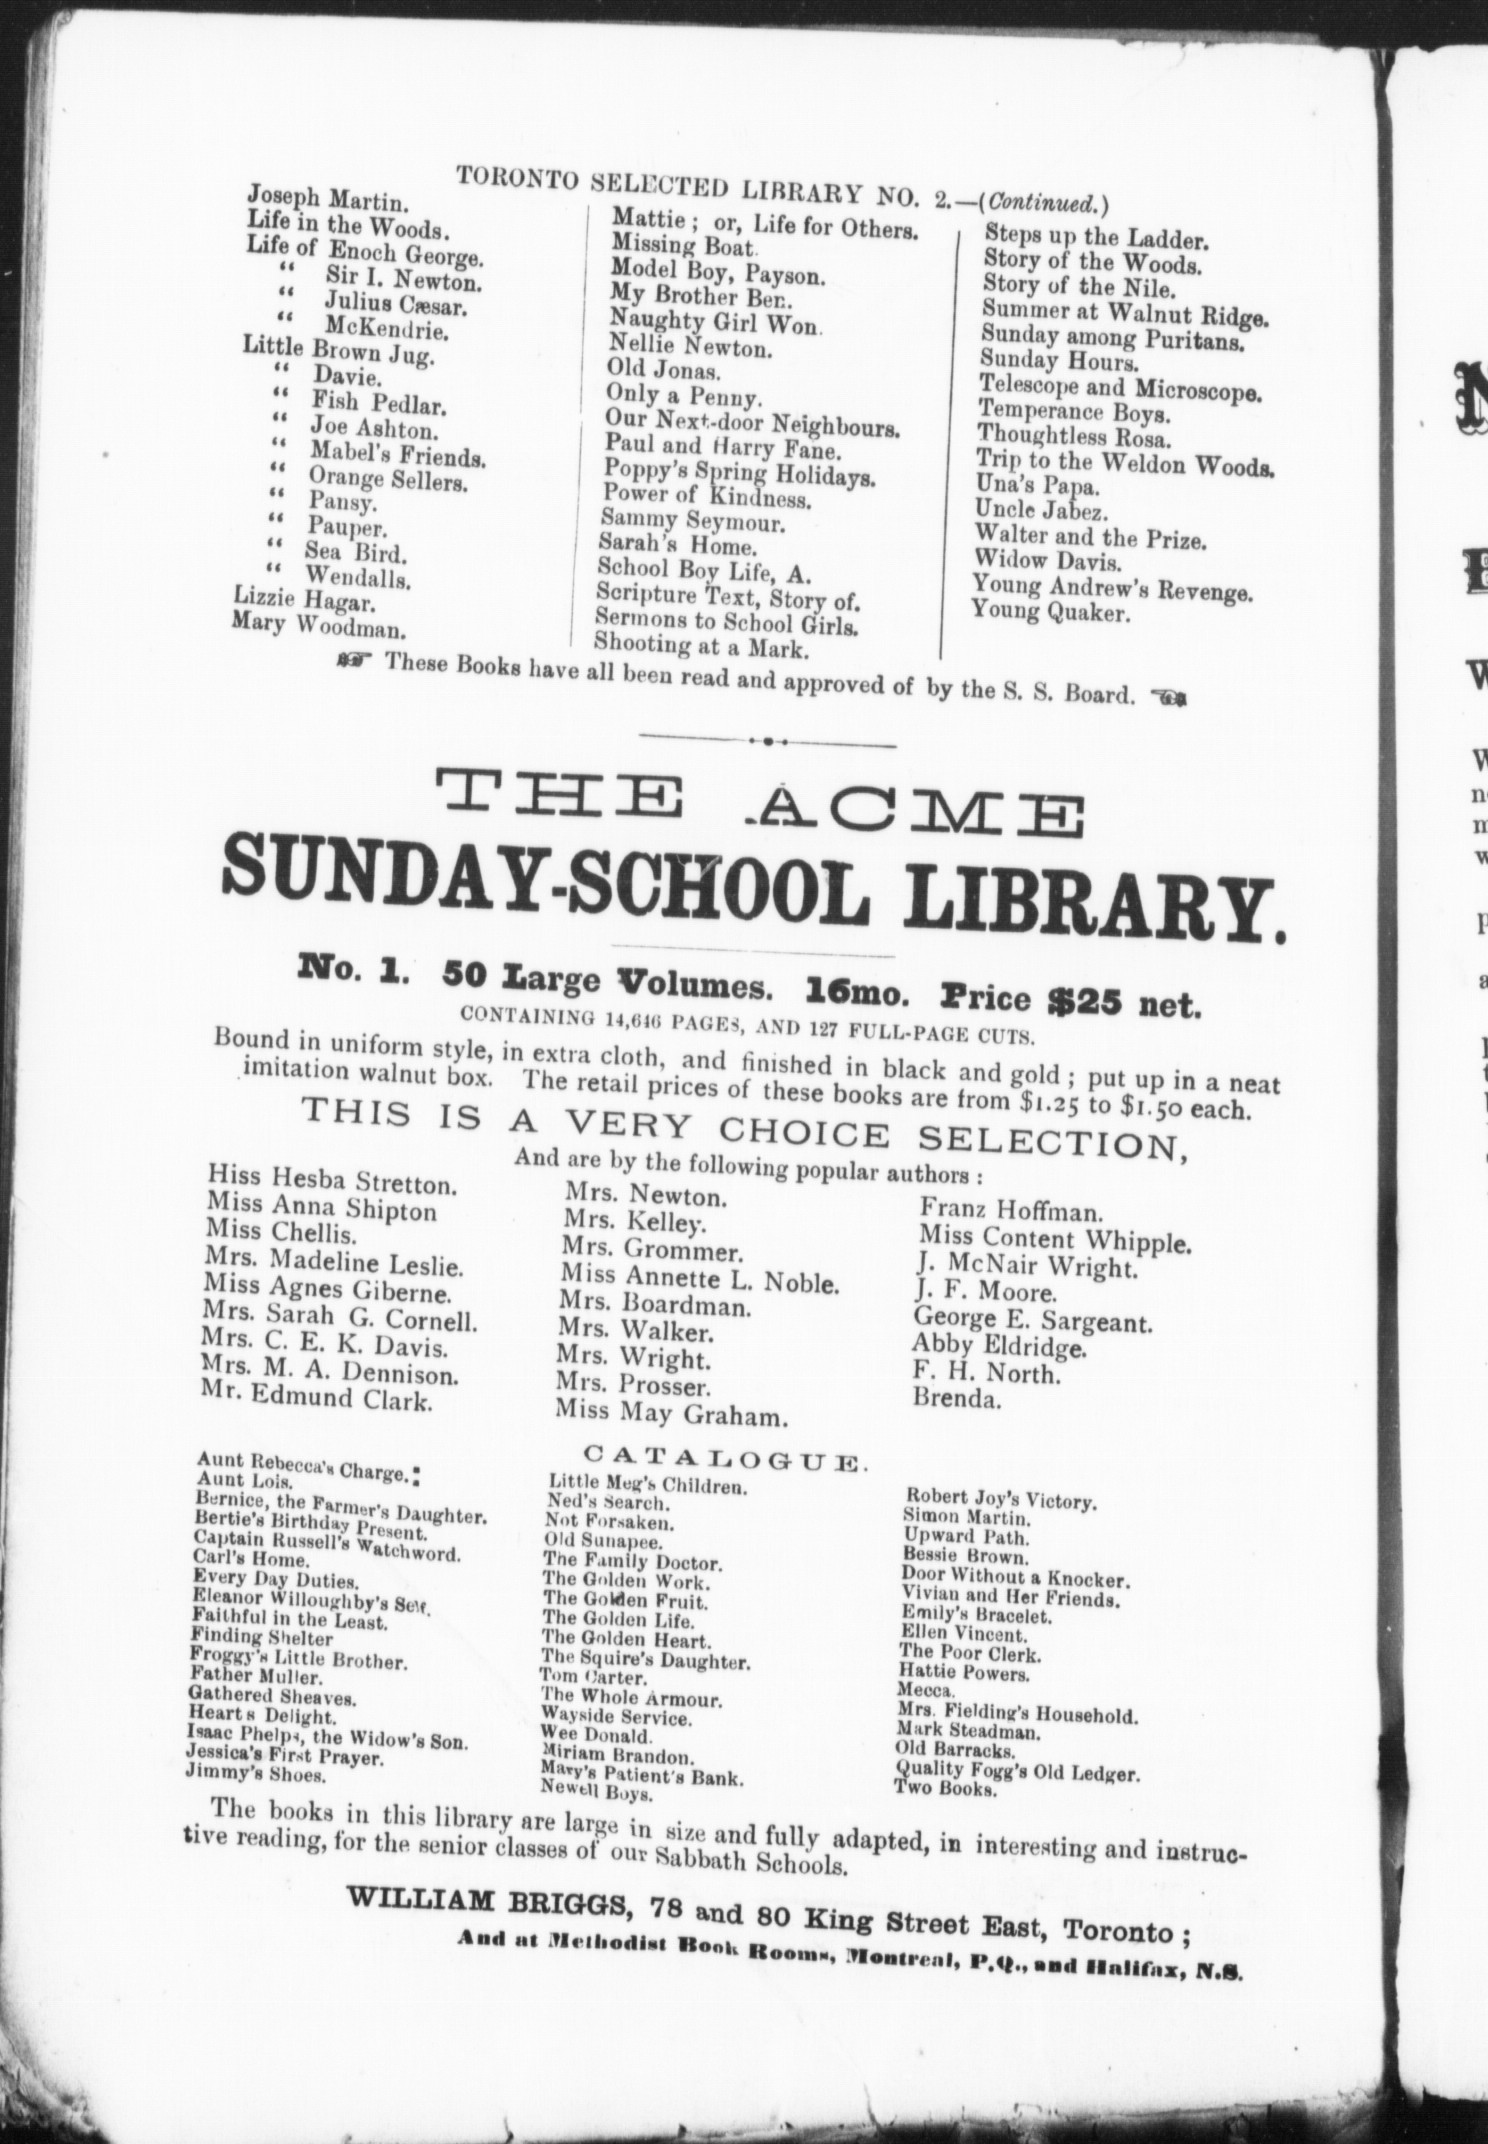 TORONTO SELECTED LIBRARY NO. 2.—(Continued.)
Joseph Martin.
Life in the Woods.
Life of Enoch George.
“ Sir I. Newton.
“ Julius Cæsar.
“ McKendrie.
Little Brown Jug.
“ Davie.
“ Fish Pedlar.
“ Joe Ashton.
“ Mabel's Friends.
“ Orange Sellers.
“ Pansy.
“ Pauper.
“ Sea Bird.
“ Wendalls.
Lizzie Hagar.
Mary Woodman.
Mattie ; or, Life for Others.
Missing Boat.
Model Boy, Payson.
My Brother Ben.
Naughty Girl Won.
Nellie Newton.
Old Jonas.
Only a Penny.
Our Next-door Neighbours.
Paul and Harry Fane.
Poppy's Spring Holidays.
Power of Kindness.
Sammy Seymour.
Sarah's Home.
School Boy Life, A.
Scripture Text, Story of.
Sermons to School Girls.
Shooting at a Mark.
Steps up the Ladder.
Story of the Woods.
Story of the Nile.
Summer at Walnut Ridge.
Sunday among Puritans.
Sunday Hours.
Telescope and Microscope.
Temperance Boys.
Thoughtless Rosa.
Trip to the Weldon Woods.
Una's Papa.
Uncle Jabez.
Walter and the Prize.
Widow Davis.
Young Andrew's Revenge.
Young Quaker.
☞ These Books have all been read and approved of by the S. S. Board. ☜
THE ACME
SUNDAY-SCHOOL LIBRARY.
No. 1. 50 Large Volumes. 16mo. Price $25 net.
CONTAINING 14,646 PAGES, AND 127 FULL-PAGE CUTS.
Bound in uniform style, in extra cloth, and finished in black and gold ; put up in a neat
imitation walnut box. The retail prices of these books are from $1.25 to $1.50 each.
THIS IS A VERY CHOICE SELECTION,
And are by the following popular authors :
Hiss Hesba Stretton.
Miss Anna Shipton
Miss Chellis.
Mrs. Madeline Leslie.
Miss Agnes Giberne.
Mrs. Sarah G. Cornell.
Mrs. C. E. K. Davis.
Mrs. M. A. Dennison.
Mr. Edmund Clark.
Mrs. Newton.
Mrs. Kelley.
Mrs. Grommer.
Miss Annette L. Noble.
Mrs. Boardman.
Mrs. Walker.
Mrs. Wright.
Mrs. Prosser.
Miss May Graham.
Franz Hoffman.
Miss Content Whipple.
J. McNair Wright.
J. F. Moore.
George E. Sargeant.
Abby Eldridge.
F. H. North.
Brenda.
CATALOGUE.
Aunt Rebecca's Charge.:
Aunt Lois.
Bernice, the Farmer's Daughter.
Bertie's Birthday Present.
Captain Russell's Watchword.
Carl's Home.
Every Day Duties.
Eleanor Willoughby's Self.
Faithful in the Least.
Finding Shelter
Froggy's Little Brother.
Father Muller.
Gathered Sheaves.
Hearts Delight.
Isaac Phelps, the Widow's Son.
Jessica's First Prayer.
Jimmy's Shoes.
Little Meg's Children.
Ned's Search.
Not Forsaken.
Old Sunapee.
The Family Doctor.
The Golden Work.
The Golden Fruit.
The Golden Life.
The Golden Heart.
The Squire's Daughter.
Tom Carter.
The Whole Armour.
Wayside Service.
Wee Donald.
Miriam Brandon.
Mary's Patient's Bank.
Newell Boys.
Robert Joy's Victory.
Simon Martin.
Upward Path.
Bessie Brown.
Door Without a Knocker.
Vivian and Her Friends.
Emily's Bracelet.
Ellen Vincent.
The Poor Clerk.
Hattie Powers.
Mecca.
Mrs. Fielding's Household.
Mark Steadman.
Old Barracks.
Quality Fogg's Old Ledger.
Two Books.
The books in this library are large in size and fully adapted, in interesting and instruc-
tive reading, for the senior classes of our Sabbath Schools.
WILLIAM BRIGGS, 78 and 80 King Street East, Toronto ;
And at Methodist Book Rooms, Montreal, P.Q., and Halifax, N.S.